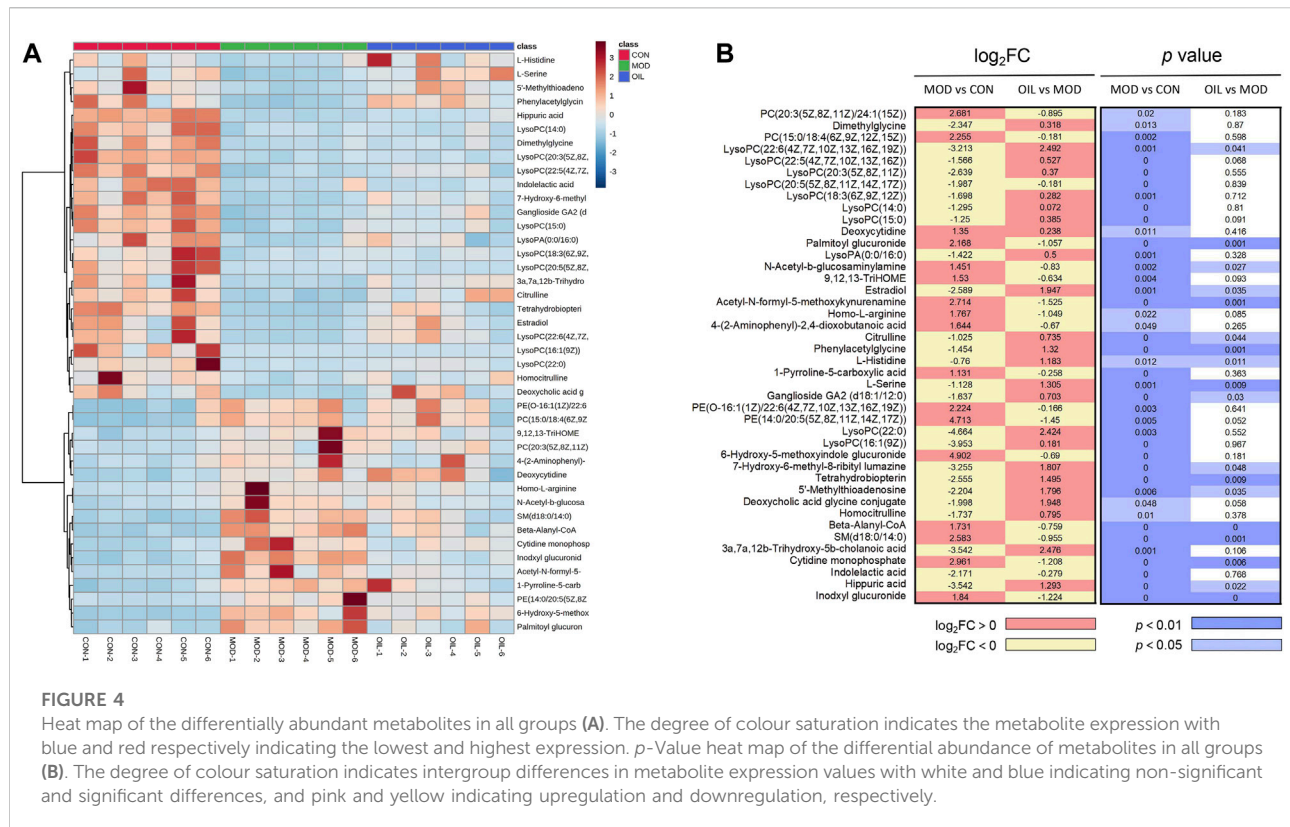 A
class
class
CON
MOD
OIL
3
2
1
0
-1
-2
-3
L-Histidine
L-Serine
5'-Methylthioadeno
Phenylacetylglycin
Hippuric acid
LysoPC(14:0)
Dimethylglycine
LysoPC(20:3(5Z,8Z,
LysoPC(22:5(4Z,7Z,
Indolelactic acid
7-Hydroxy-6-methyl
Ganglioside GA2 (d
LysoPC(15:0)
LysoPA(0:0/16:0)
LysoPC(18:3(6Z,9Z,
LysoPC(20:5(5Z,8Z,
3a,7a,12b-Trihydro
Citrulline
Tetrahydrobiopteri
Estradiol
LysoPC(22:6(4Z,7Z,
LysoPC(16:1(9Z))
LysoPC(22:0)
Homocitrulline
Deoxycholic acid g
PE(O-16:1(1Z)/22:6
PC(15:0/18:4(6Z,9Z
9,12,13-TriHOME
PC(20:3(5Z,8Z,11Z)
4-(2-Aminophenyl)-
Deoxycytidine
Homo-L-arginine
N-Acetyl-b-glucosa
SM(d18:0/14:0)
Beta-Alanyl-CoA
Cytidine monophosp
Inodxyl glucuronid
Acetyl-N-formyl-5-
1-Pyrroline-5-carb
PE(14:0/20:5(5Z,8Z
6-Hydroxy-5-methox
Palmitoyl glucuron
CON-1 CON-2 CON-3 CON-4 CON-5 CON-6 MOD-1 MOD-2 MOD-3 MOD-4 MOD-5 MOD-6 OIL-1 OIL-2 OIL-3 OIL-4 OIL-5 OIL-6
B
log2FC p value
MOD vs CON OIL vs MOD MOD vs CON OIL vs MOD
PC(20:3(5Z,8Z,11Z)/24:1(15Z)) 2.681 -0.895 0.02 0.183
Dimethylglycine -2.347 0.318 0.013 0.87
PC(15:0/18:4(6Z,9Z,12Z,15Z)) 2.255 -0.181 0.002 0.598
LysoPC(22:6(4Z,7Z,10Z,13Z,16Z,19Z)) -3.213 2.492 0.001 0.041
LysoPC(22:5(4Z,7Z,10Z,13Z,16Z)) -1.566 0.527 0 0.068
LysoPC(20:3(5Z,8Z,11Z)) -2.639 0.37 0 0.555
LysoPC(20:5(5Z,8Z,11Z,14Z,17Z)) -1.987 -0.181 0 0.839
LysoPC(18:3(6Z,9Z,12Z)) -1.698 0.282 0.001 0.712
LysoPC(14:0) -1.295 0.072 0 0.81
LysoPC(15:0) -1.25 0.385 0 0.091
Deoxycytidine 1.35 0.238 0.011 0.416
Palmitoyl glucuronide 2.168 -1.057 0 0.001
LysoPA(0:0/16:0) -1.422 0.5 0.001 0.328
N-Acetyl-b-glucosaminylamine 1.451 -0.83 0.002 0.027
9,12,13-TriHOME 1.53 -0.634 0.004 0.093
Estradiol -2.589 1.947 0.001 0.035
Acetyl-N-formyl-5-methoxykynurenamine 2.714 -1.525 0 0.001
Homo-L-arginine 1.767 -1.049 0.022 0.085
4-(2-Aminophenyl)-2,4-dioxobutanoic acid 1.644 -0.67 0.049 0.265
Citrulline -1.025 0.735 0 0.044
Phenylacetylglycine -1.454 1.32 0 0.001
L-Histidine -0.76 1.183 0.012 0.011
1-Pyrroline-5-carboxylic acid 1.131 -0.258 0 0.363
L-Serine -1.128 1.305 0.001 0.009
Ganglioside GA2 (d18:1/12:0) -1.637 0.703 0 0.03
PE(O-16:1(1Z)/22:6(4Z,7Z,10Z,13Z,16Z,19Z)) 2.224 -0.166 0.003 0.641
PE(14:0/20:5(5Z,8Z,11Z,14Z,17Z)) 4.713 -1.45 0.005 0.052
LysoPC(22:0) -4.664 2.424 0.003 0.552
LysoPC(16:1(9Z)) -3.953 0.181 0 0.967
6-Hydroxy-5-methoxyindole glucuronide 4.902 -0.69 0 0.181
7-Hydroxy-6-methyl-8-ribityl lumazine -3.255 1.807 0 0.048
Tetrahydrobiopterin -2.555 1.495 0 0.009
5'-Methylthioadenosine -2.204 1.796 0.006 0.035
Deoxycholic acid glycine conjugate -1.998 1.948 0.048 0.058
Homocitrulline -1.737 0.795 0.01 0.378
Beta-Alanyl-CoA 1.731 -0.759 0 0
SM(d18:0/14:0) 2.583 -0.955 0 0.001
3a,7a,12b-Trihydroxy-5b-cholanoic acid -3.542 2.476 0.001 0.106
Cytidine monophosphate 2.961 -1.208 0 0.006
Indolelactic acid -2.171 -0.279 0 0.768
Hippuric acid -3.542 1.293 0 0.022
Inodxyl glucuronide 1.84 -1.224 0 0
log2FC > 0 p < 0.01
log2FC < 0 p < 0.05
FIGURE 4
Heat map of the differentially abundant metabolites in all groups (A). The degree of colour saturation indicates the metabolite expression with
blue and red respectively indicating the lowest and highest expression. p-Value heat map of the differential abundance of metabolites in all groups
(B). The degree of colour saturation indicates intergroup differences in metabolite expression values with white and blue indicating non-significant
and significant differences, and pink and yellow indicating upregulation and downregulation, respectively.